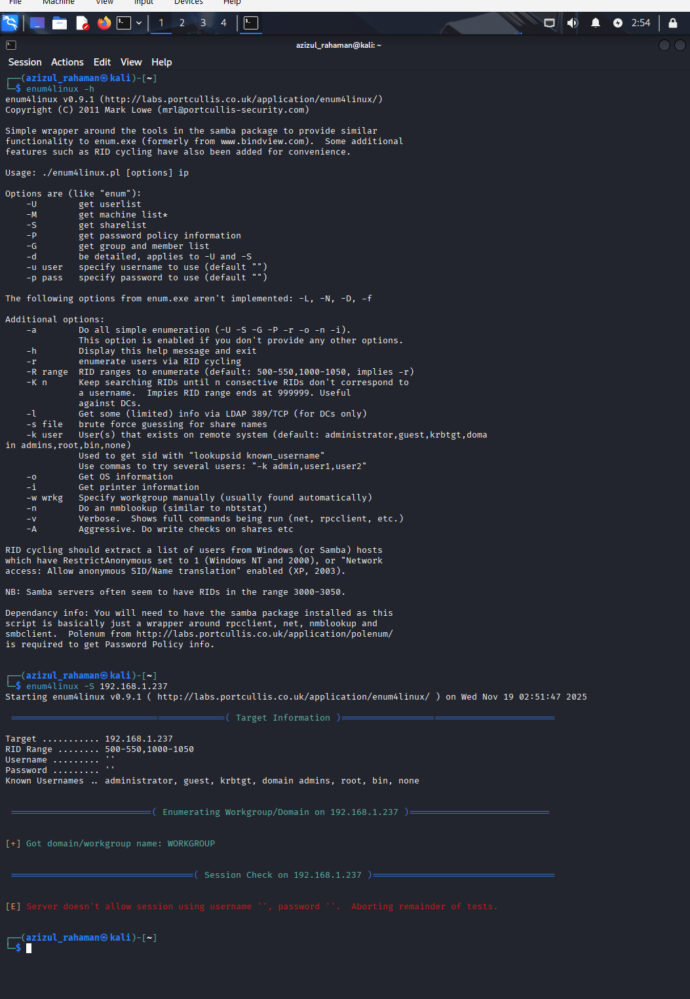 File Machine View Input Devices Help
1 2 3 4 2:54
azizul_rahaman@kali: ~
Session Actions Edit View Help
┌──(azizul_rahaman㉿kali)-[~]
└─$ enum4linux -h
enum4linux v0.9.1 (http://labs.portcullis.co.uk/application/enum4linux/)
Copyright (C) 2011 Mark Lowe (mrl@portcullis-security.com)
Simple wrapper around the tools in the samba package to provide similar
functionality to enum.exe (formerly from www.bindview.com).  Some additional
features such as RID cycling have also been added for convenience.
Usage: ./enum4linux.pl [options] ip
Options are (like "enum"):
    -U        get userlist
    -M        get machine list*
    -S        get sharelist
    -P        get password policy information
    -G        get group and member list
    -d        be detailed, applies to -U and -S
    -u user   specify username to use (default "")
    -p pass   specify password to use (default "")
The following options from enum.exe aren't implemented: -L, -N, -D, -f
Additional options:
    -a        Do all simple enumeration (-U -S -G -P -r -o -n -i).
              This option is enabled if you don't provide any other options.
    -h        Display this help message and exit
    -r        enumerate users via RID cycling
    -R range  RID ranges to enumerate (default: 500-550,1000-1050, implies -r)
    -K n      Keep searching RIDs until n consective RIDs don't correspond to
              a username.  Impies RID range ends at 999999. Useful
              against DCs.
    -l        Get some (limited) info via LDAP 389/TCP (for DCs only)
    -s file   brute force guessing for share names
    -k user   User(s) that exists on remote system (default: administrator,guest,krbtgt,doma
in admins,root,bin,none)
              Used to get sid with "lookupsid known_username"
              Use commas to try several users: "-k admin,user1,user2"
    -o        Get OS information
    -i        Get printer information
    -w wrkg   Specify workgroup manually (usually found automatically)
    -n        Do an nmblookup (similar to nbtstat)
    -v        Verbose.  Shows full commands being run (net, rpcclient, etc.)
    -A        Aggressive. Do write checks on shares etc
RID cycling should extract a list of users from Windows (or Samba) hosts
which have RestrictAnonymous set to 1 (Windows NT and 2000), or "Network
access: Allow anonymous SID/Name translation" enabled (XP, 2003).
NB: Samba servers often seem to have RIDs in the range 3000-3050.
Dependancy info: You will need to have the samba package installed as this
script is basically just a wrapper around rpcclient, net, nmblookup and
smbclient.  Polenum from http://labs.portcullis.co.uk/application/polenum/
is required to get Password Policy info.
┌──(azizul_rahaman㉿kali)-[~]
└─$ enum4linux -S 192.168.1.237
Starting enum4linux v0.9.1 ( http://labs.portcullis.co.uk/application/enum4linux/ ) on Wed Nov 19 02:51:47 2025
=========================================( Target Information )=========================================
Target ........... 192.168.1.237
RID Range ........ 500-550,1000-1050
Username ......... ''
Password ......... ''
Known Usernames .. administrator, guest, krbtgt, domain admins, root, bin, none
===========================( Enumerating Workgroup/Domain on 192.168.1.237 )===========================
[+] Got domain/workgroup name: WORKGROUP
===================================( Session Check on 192.168.1.237 )===================================
[E] Server doesn't allow session using username '', password ''.  Aborting remainder of tests.
┌──(azizul_rahaman㉿kali)-[~]
└─$